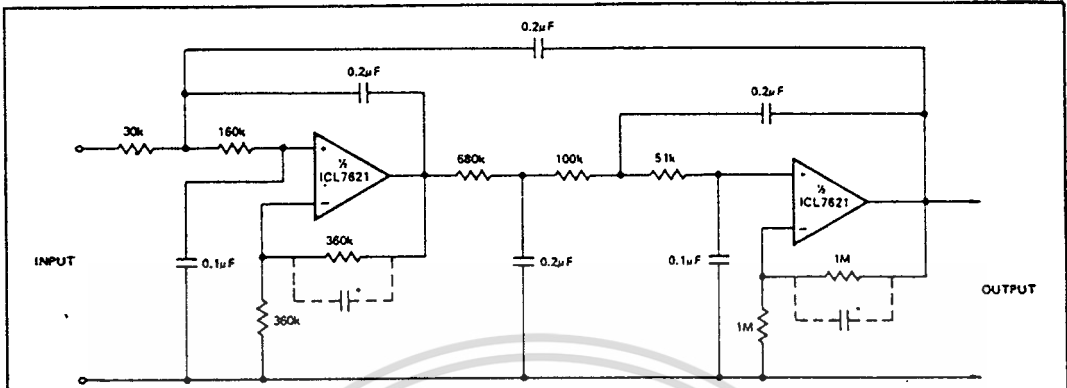 0.2μF
0.2μF
0.2μF
30k
160k
+
½
ICL7621
−
680k
100k
51k
+
½
ICL7621
−
360k
0.1μF
0.2μF
0.1μF
1M
INPUT
*
OUTPUT
*
360k
1M